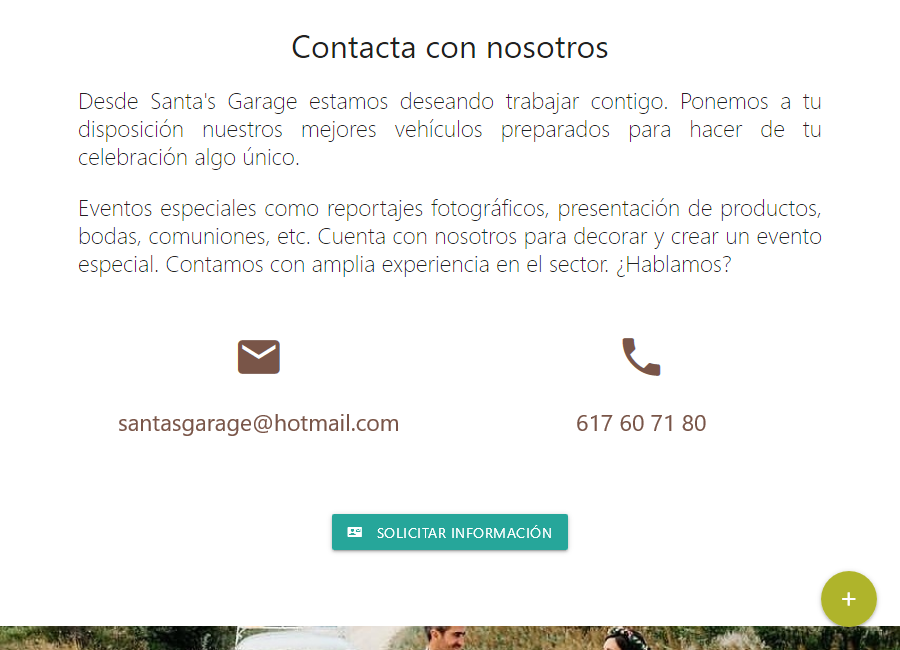 Contacta con nosotros
Desde Santa's Garage estamos deseando trabajar contigo. Ponemos a tu
disposición nuestros mejores vehículos preparados para hacer de tu
celebración algo único.
Eventos especiales como reportajes fotográficos, presentación de productos,
bodas, comuniones, etc. Cuenta con nosotros para decorar y crear un evento
especial. Contamos con amplia experiencia en el sector. ¿Hablamos?
santasgarage@hotmail.com
617 60 71 80
SOLICITAR INFORMACIÓN
+